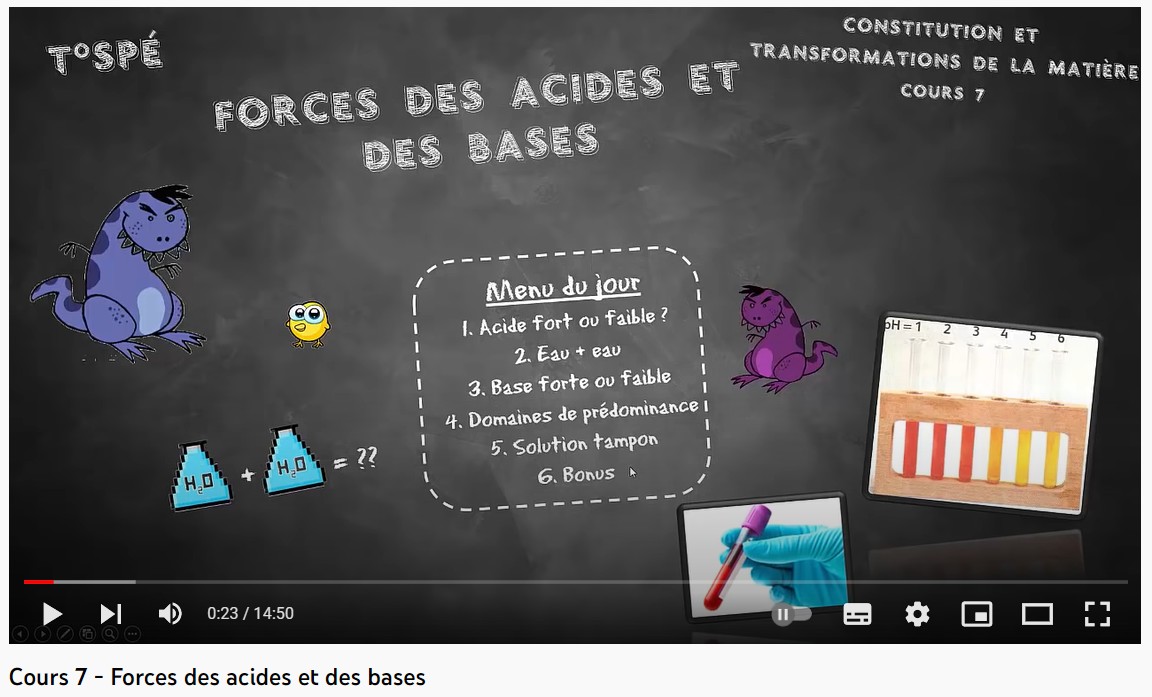 T°SPÉ
CONSTITUTION ET
TRANSFORMATIONS DE LA MATIÈRE
COURS 7
FORCES DES ACIDES ET
DES BASES
Menu du jour
1. Acide fort ou faible ?
2. Eau + eau
3. Base forte ou faible
4. Domaines de prédominance
5. Solution tampon
6. Bonus
pH = 1 2 3 4 5 6
H₂O + H₂O = ??
0:23 / 14:50
Cours 7 - Forces des acides et des bases